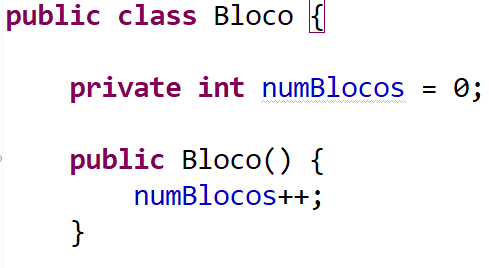 public class Bloco {
private int numBlocos = 0;
public Bloco() {
numBlocos++;
}